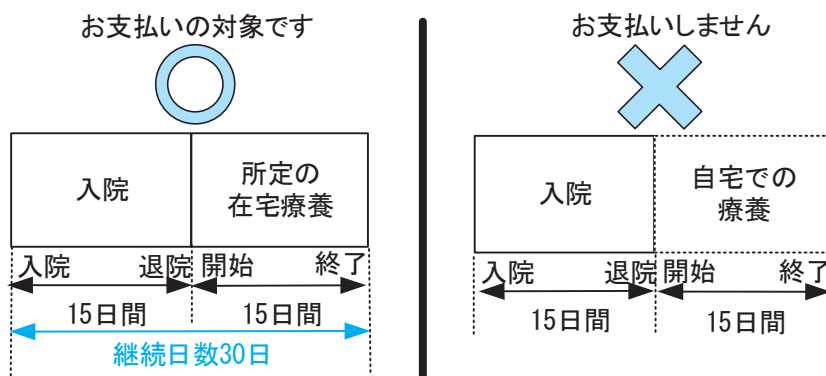 お支払いの対象です
入院
所定の
在宅療養
入院 退院 開始 終了
15日間 15日間
継続日数30日
お支払いしません
入院
自宅での
療養
入院 退院 開始 終了
15日間 15日間